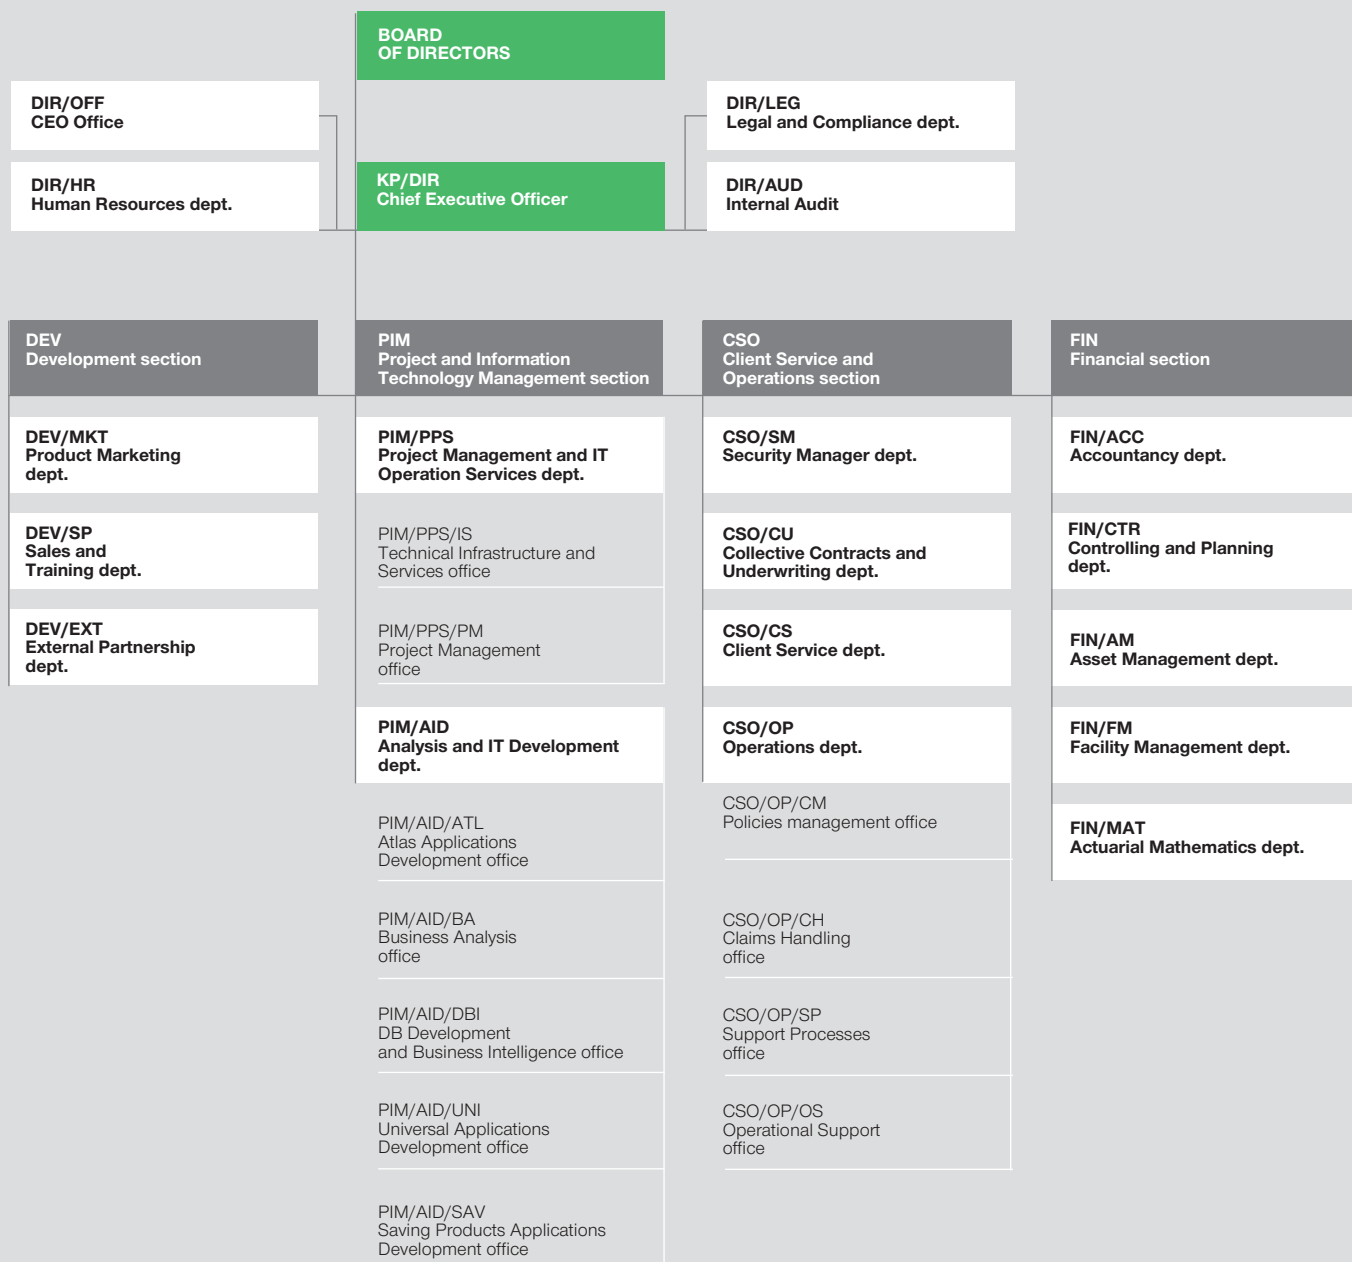 BOARD
OF DIRECTORS
DIR/OFF
CEO Office
DIR/LEG
Legal and Compliance dept.
DIR/HR
Human Resources dept.
KP/DIR
Chief Executive Officer
DIR/AUD
Internal Audit
DEV
Development section
DEV/MKT
Product Marketing
dept.
DEV/SP
Sales and
Training dept.
DEV/EXT
External Partnership
dept.
PIM
Project and Information
Technology Management section
PIM/PPS
Project Management and IT
Operation Services dept.
PIM/PPS/IS
Technical Infrastructure and
Services office
PIM/PPS/PM
Project Management
office
PIM/AID
Analysis and IT Development
dept.
PIM/AID/ATL
Atlas Applications
Development office
PIM/AID/BA
Business Analysis
office
PIM/AID/DBI
DB Development
and Business Intelligence office
PIM/AID/UNI
Universal Applications
Development office
PIM/AID/SAV
Saving Products Applications
Development office
CSO
Client Service and
Operations section
CSO/SM
Security Manager dept.
CSO/CU
Collective Contracts and
Underwriting dept.
CSO/CS
Client Service dept.
CSO/OP
Operations dept.
CSO/OP/CM
Policies management office
CSO/OP/CH
Claims Handling
office
CSO/OP/SP
Support Processes
office
CSO/OP/OS
Operational Support
office
FIN
Financial section
FIN/ACC
Accountancy dept.
FIN/CTR
Controlling and Planning
dept.
FIN/AM
Asset Management dept.
FIN/FM
Facility Management dept.
FIN/MAT
Actuarial Mathematics dept.